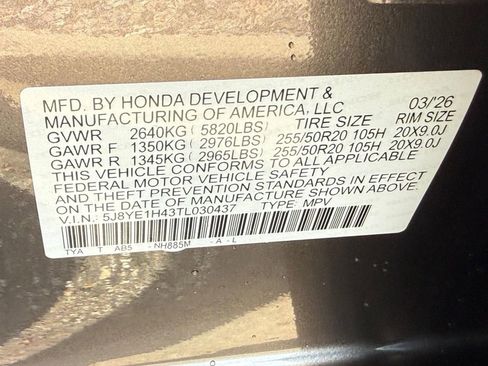 MFD. BY HONDA DEVELOPMENT & 03/'26
MANUFACTURING OF AMERICA, LLC RIM SIZE
GVWR 2640KG ( 5820LBS) TIRE SIZE
GAWR F 1350KG ( 2976LBS) 255/50R20 105H 20X9.0J
GAWR R 1345KG ( 2965LBS) 255/50R20 105H 20X9.0J
THIS VEHICLE CONFORMS TO ALL APPLICABLE
FEDERAL MOTOR VEHICLE SAFETY
AND THEFT PREVENTION STANDARDS IN EFFECT
ON THE DATE OF MANUFACTURE SHOWN ABOVE.
V.I.N.: 5J8YE1H43TL030437 TYPE: MPV
TYA T AB5 NH885M - A - L